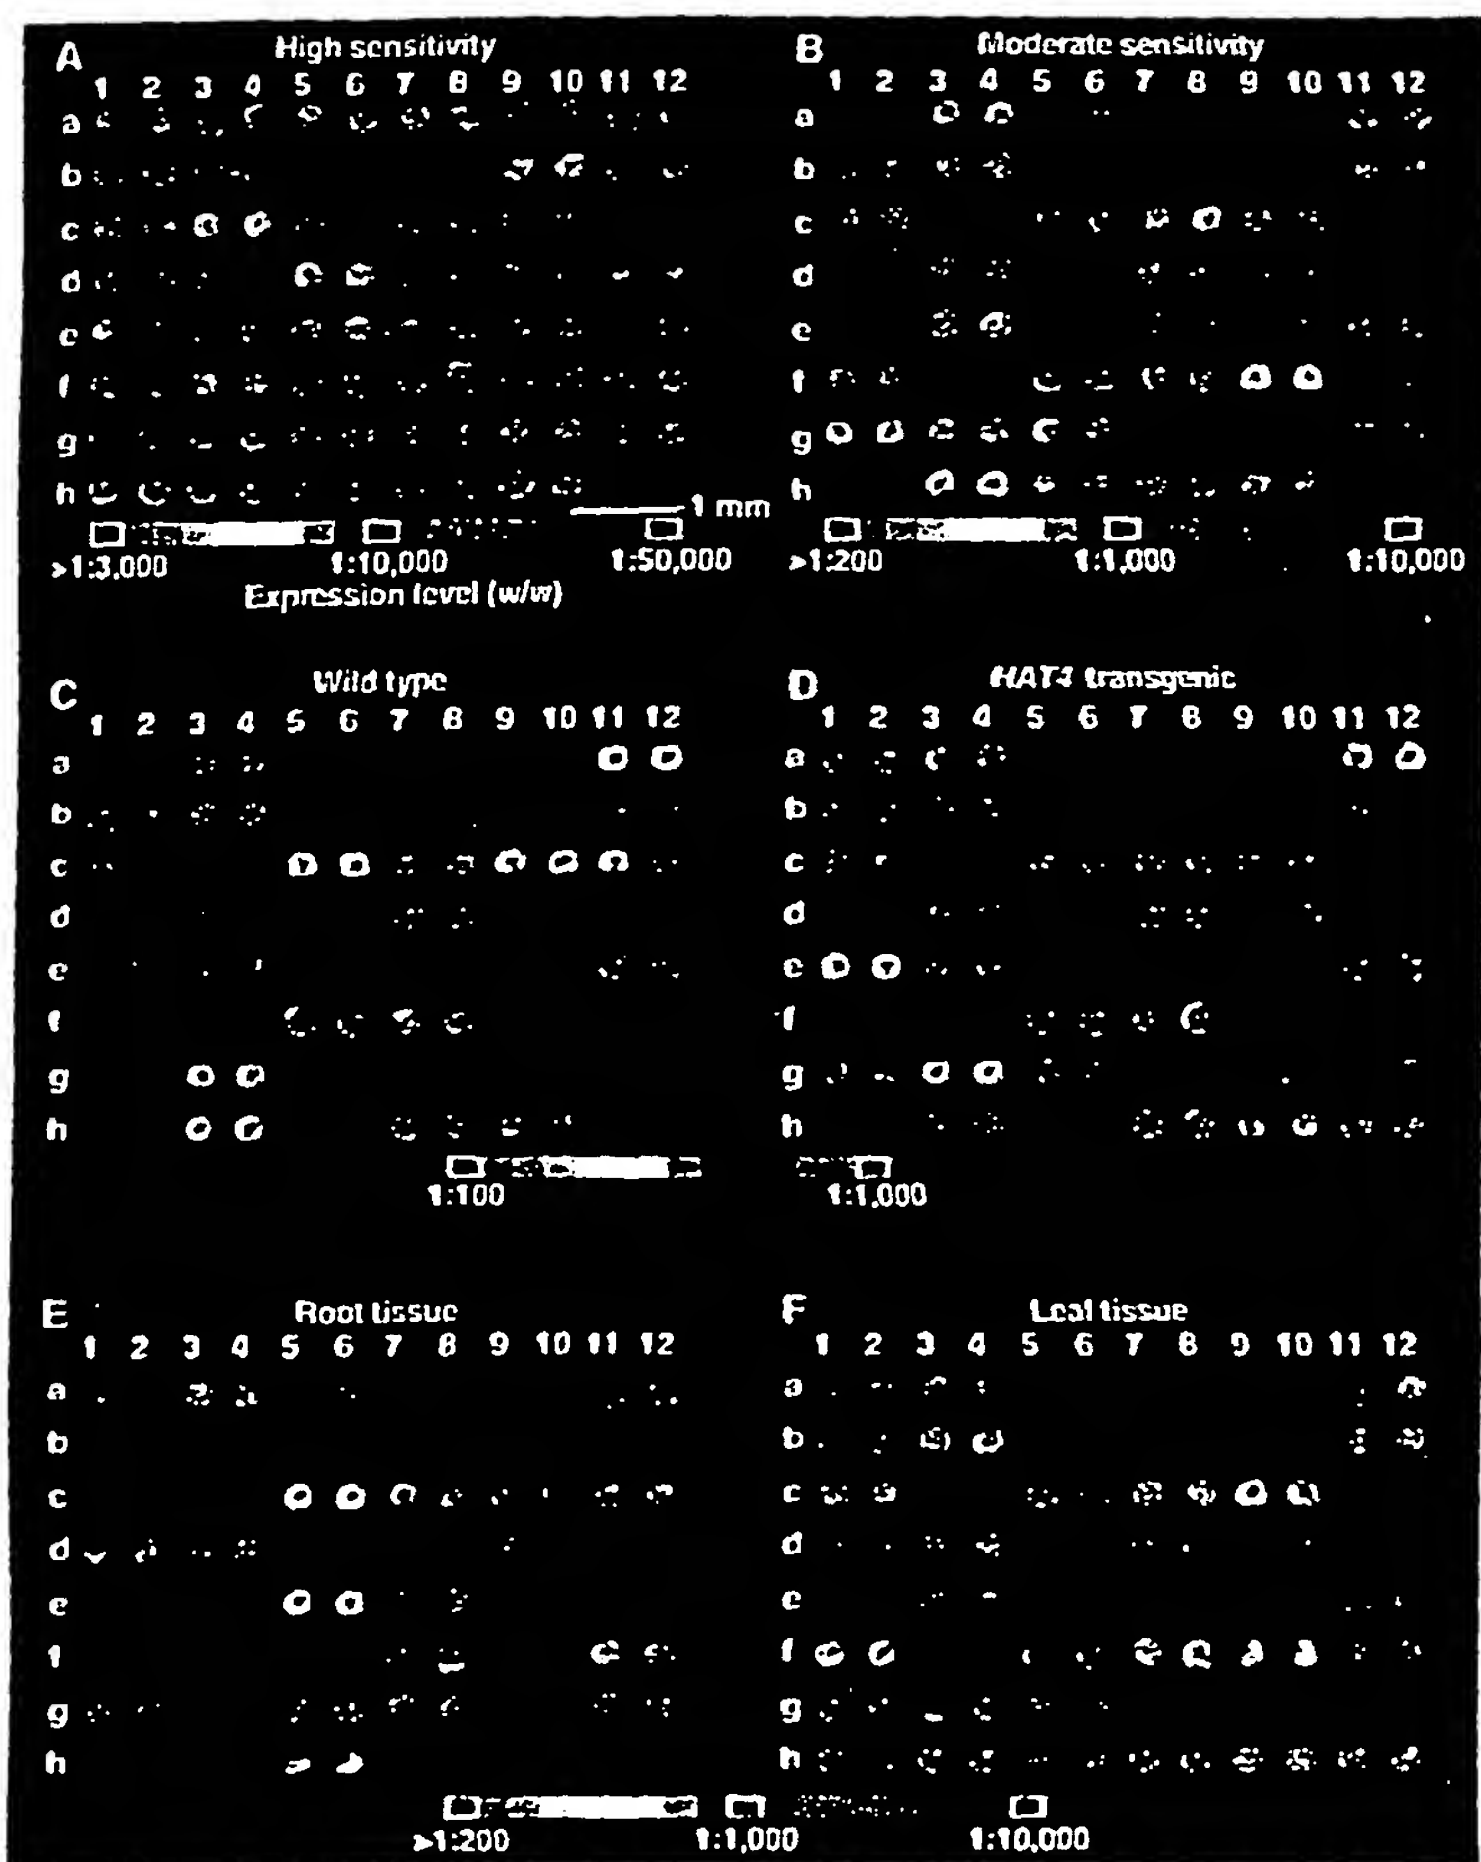 A High sensitivity
1 2 3 4 5 6 7 8 9 10 11 12
a
b
c
d
e
f
g
h
1 mm
>1:3,000 1:10,000 1:50,000
Expression level (w/w)
B Moderate sensitivity
1 2 3 4 5 6 7 8 9 10 11 12
a
b
c
d
e
f
g
h
>1:200 1:1,000 1:10,000
C Wild type
1 2 3 4 5 6 7 8 9 10 11 12
a
b
c
d
e
f
g
h
D HAT4 transgenic
1 2 3 4 5 6 7 8 9 10 11 12
a
b
c
d
e
f
g
h
1:100 1:1,000
E Root tissue
1 2 3 4 5 6 7 8 9 10 11 12
a
b
c
d
e
f
g
h
F Leaf tissue
1 2 3 4 5 6 7 8 9 10 11 12
a
b
c
d
e
f
g
h
>1:200 1:1,000 1:10,000